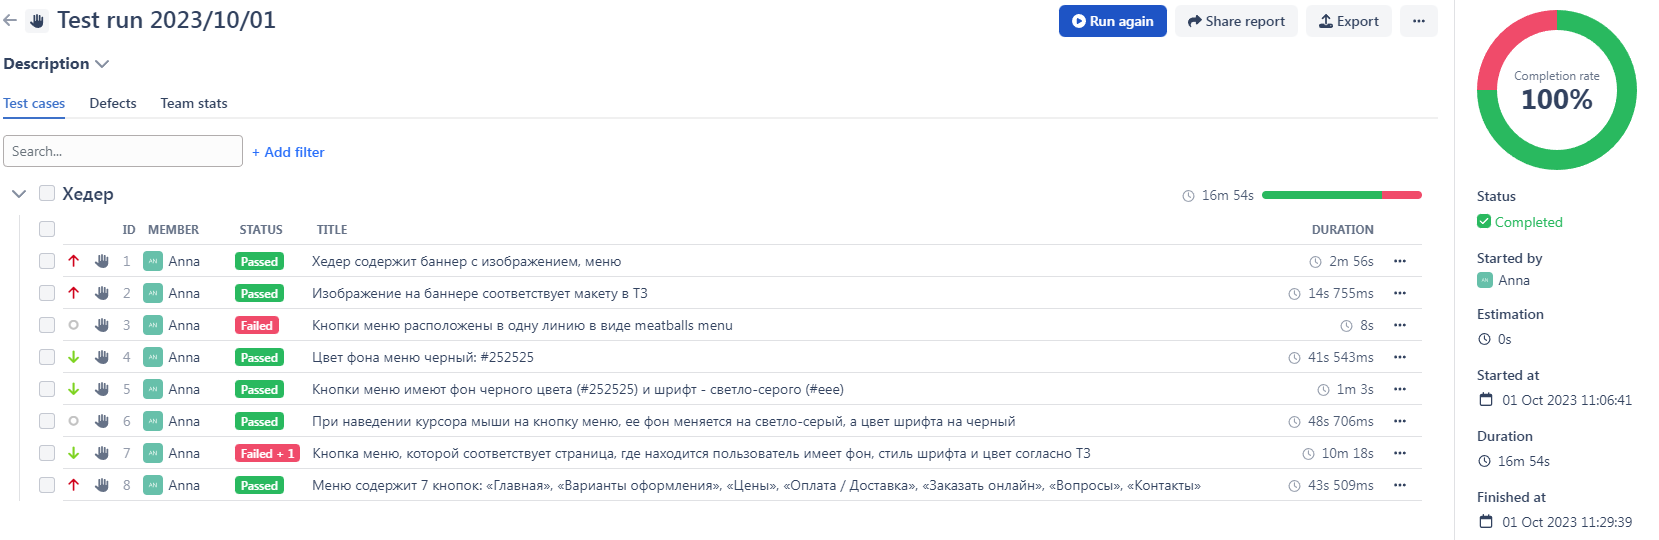 Test run 2023/10/01
Run again
Share report
Export
Description
Test cases Defects Team stats
Search...
+ Add filter
Хедер
16m 54s
ID MEMBER STATUS TITLE DURATION
1 AN Anna Passed Хедер содержит баннер с изображением, меню 2m 56s
2 AN Anna Passed Изображение на баннере соответствует макету в ТЗ 14s 755ms
3 AN Anna Failed Кнопки меню расположены в одну линию в виде meatballs menu 8s
4 AN Anna Passed Цвет фона меню черный: #252525 41s 543ms
5 AN Anna Passed Кнопки меню имеют фон черного цвета (#252525) и шрифт - светло-серого (#eee) 1m 3s
6 AN Anna Passed При наведении курсора мыши на кнопку меню, ее фон меняется на светло-серый, а цвет шрифта на черный 48s 706ms
7 AN Anna Failed + 1 Кнопка меню, которой соответствует страница, где находится пользователь имеет фон, стиль шрифта и цвет согласно ТЗ 10m 18s
8 AN Anna Passed Меню содержит 7 кнопок: «Главная», «Варианты оформления», «Цены», «Оплата / Доставка», «Заказать онлайн», «Вопросы», «Контакты» 43s 509ms
Completion rate
100%
Status
Completed
Started by
AN Anna
Estimation
0s
Started at
01 Oct 2023 11:06:41
Duration
16m 54s
Finished at
01 Oct 2023 11:29:39